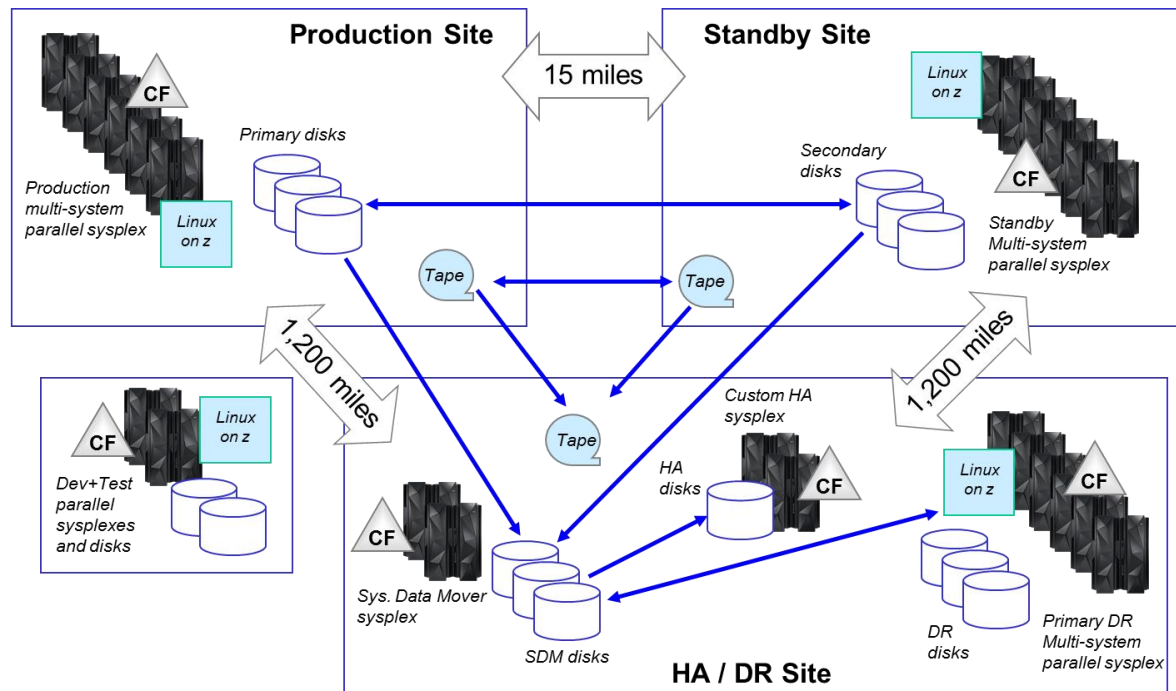 Production Site
CF
Primary disks
Production
multi-system
parallel sysplex
Linux
on z
15 miles
Standby Site
Linux
on z
Secondary
disks
CF
Standby
Multi-system
parallel sysplex
Tape
Tape
1,200 miles
1,200 miles
CF
Linux
on z
Dev+Test
parallel
sysplexes
and disks
Tape
Custom HA
sysplex
HA
disks
CF
CF
Sys. Data Mover
sysplex
SDM disks
Linux
on z
CF
DR
disks
Primary DR
Multi-system
parallel sysplex
HA / DR Site